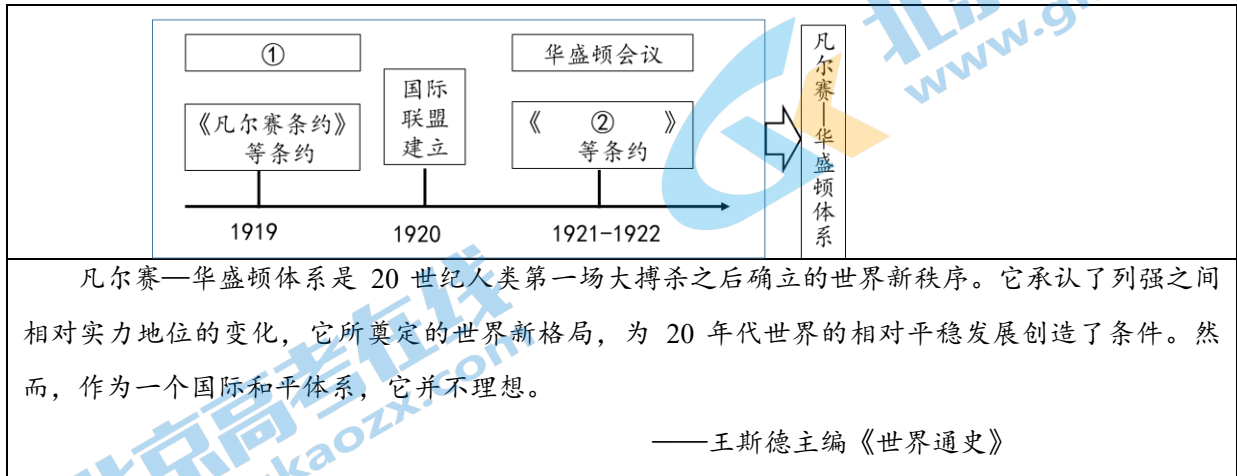 ①
华盛顿会议
国际
联盟
建立
《凡尔赛条约》
等条约
《 ② 》
等条约
1919
1920
1921-1922
凡尔赛—华盛顿体系
凡尔赛—华盛顿体系是 20 世纪人类第一场大搏杀之后确立的世界新秩序。它承认了列强之间
相对实力地位的变化，它所奠定的世界新格局，为 20 年代世界的相对平稳发展创造了条件。然
而，作为一个国际和平体系，它并不理想。
——王斯德主编《世界通史》
北京高考在线